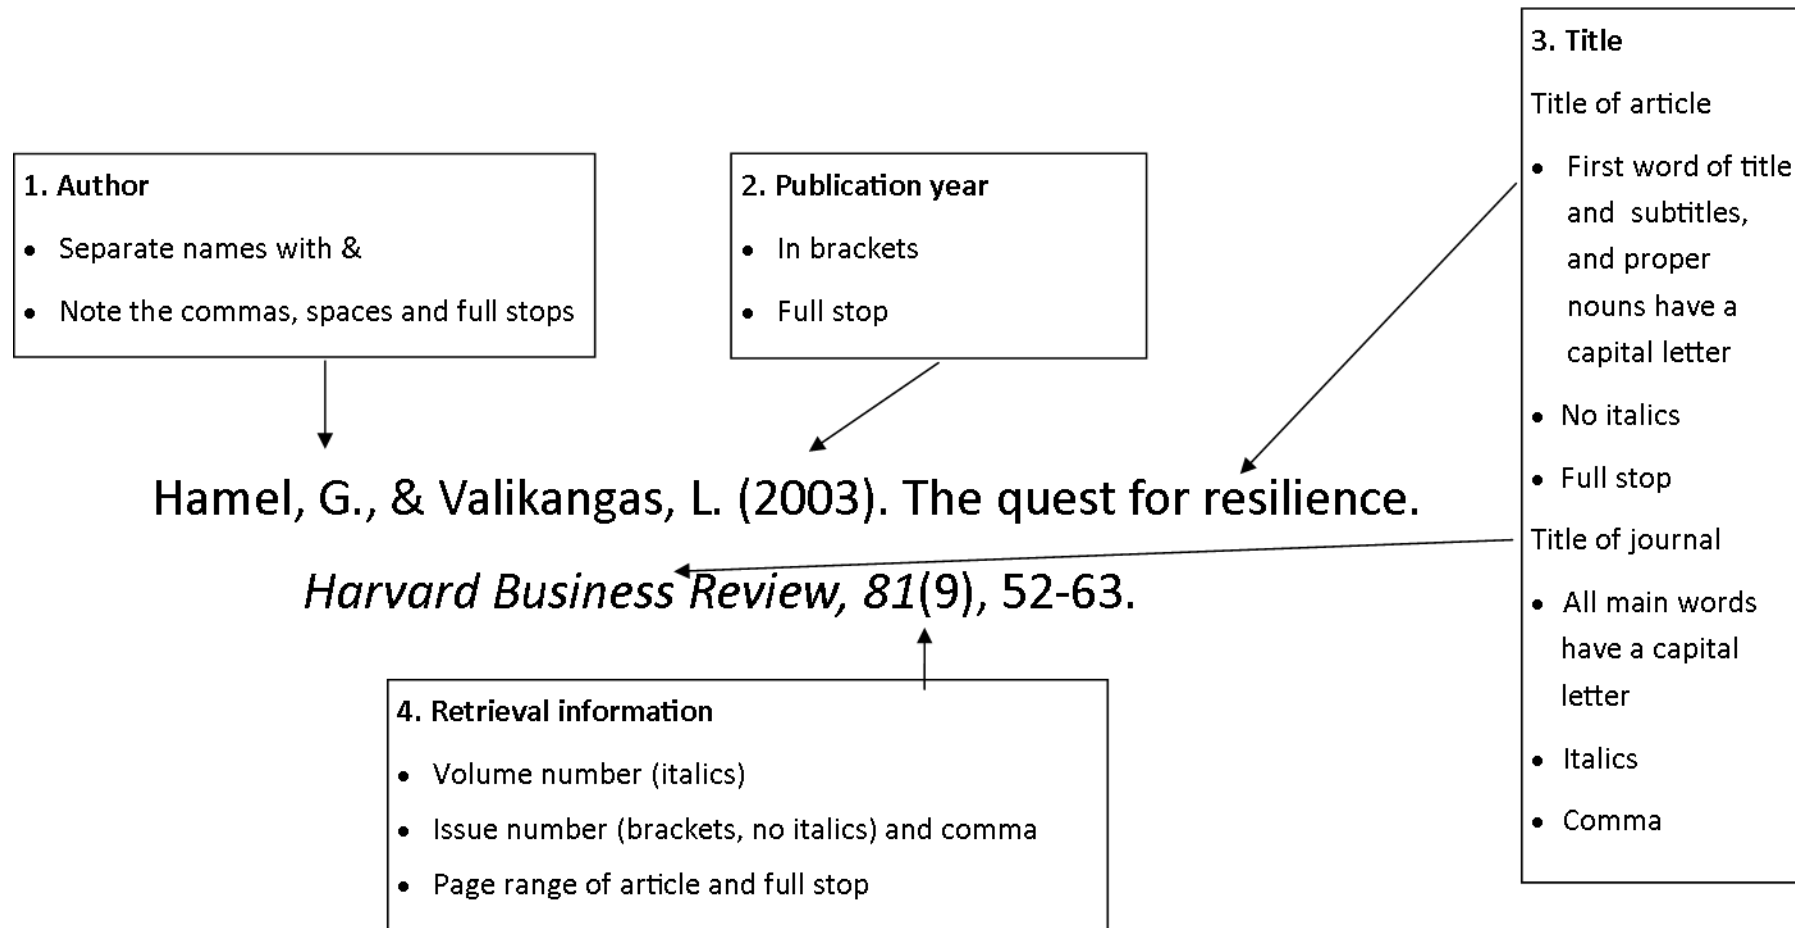 1. Author
• Separate names with &
• Note the commas, spaces and full stops
2. Publication year
• In brackets
• Full stop
3. Title
Title of article
• First word of title
and subtitles,
and proper
nouns have a
capital letter
• No italics
• Full stop
Title of journal
• All main words
have a capital
letter
• Italics
• Comma
Hamel, G., & Valikangas, L. (2003). The quest for resilience.
Harvard Business Review, 81(9), 52-63.
4. Retrieval information
• Volume number (italics)
• Issue number (brackets, no italics) and comma
• Page range of article and full stop